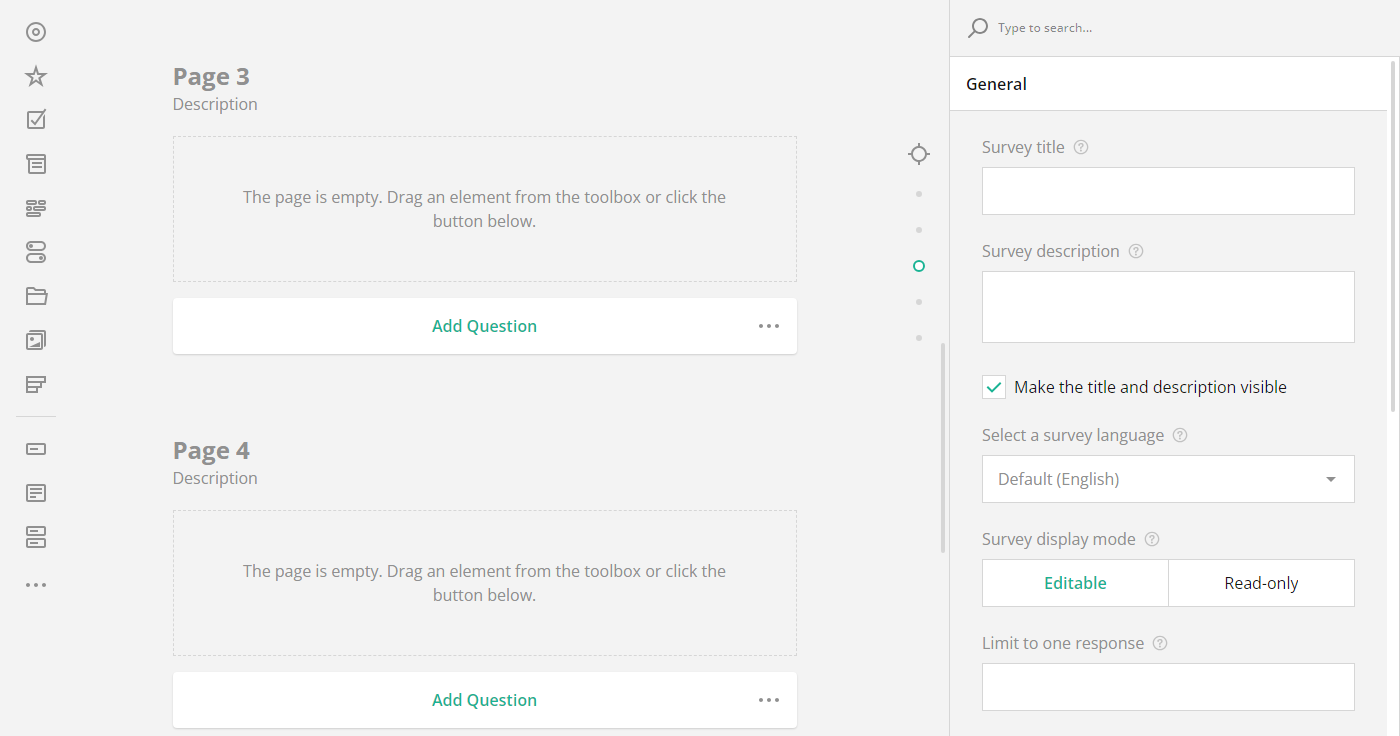 Type to search...
General
Page 3
Description
The page is empty. Drag an element from the toolbox or click the
button below.
Add Question
Page 4
Description
The page is empty. Drag an element from the toolbox or click the
button below.
Add Question
Survey title
Survey description
Make the title and description visible
Select a survey language
Default (English)
Survey display mode
Editable
Read-only
Limit to one response